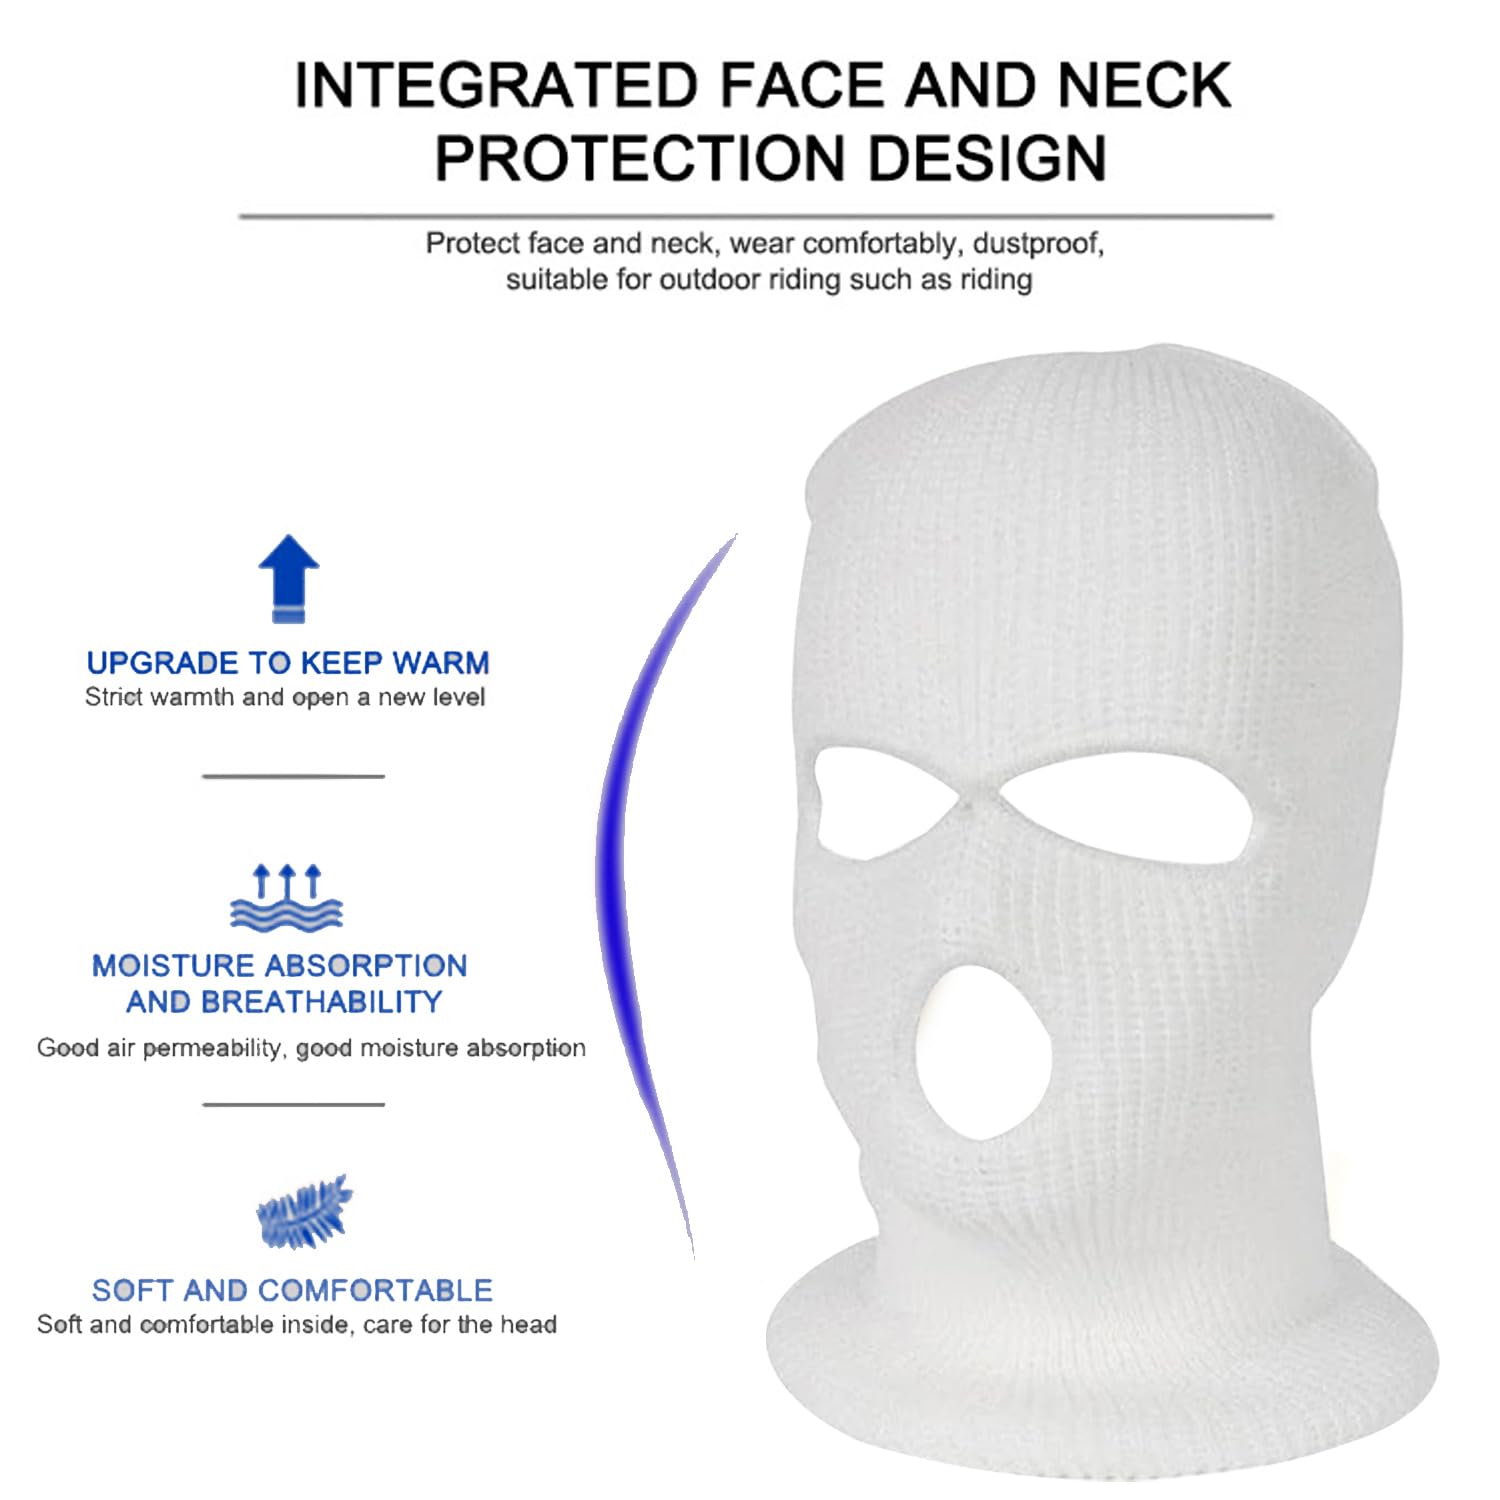 INTEGRATED FACE AND NECK
PROTECTION DESIGN
Protect face and neck, wear comfortably, dustproof,
suitable for outdoor riding such as riding
UPGRADE TO KEEP WARM
Strict warmth and open a new level
MOISTURE ABSORPTION
AND BREATHABILITY
Good air permeability, good moisture absorption
SOFT AND COMFORTABLE
Soft and comfortable inside, care for the head